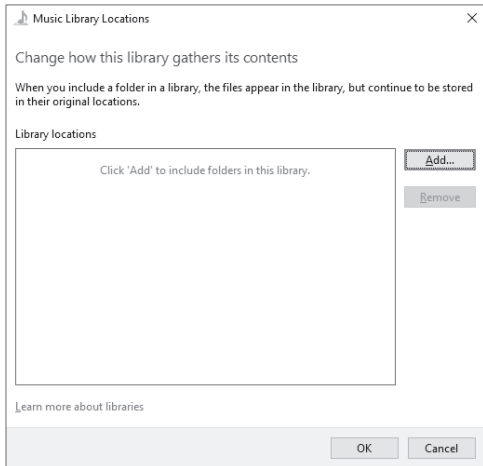 Music Library Locations
Change how this library gathers its contents
When you include a folder in a library, the files appear in the library, but continue to be stored
in their original locations.
Library locations
Click 'Add' to include folders in this library.
Add...
Remove
Learn more about libraries
OK
Cancel